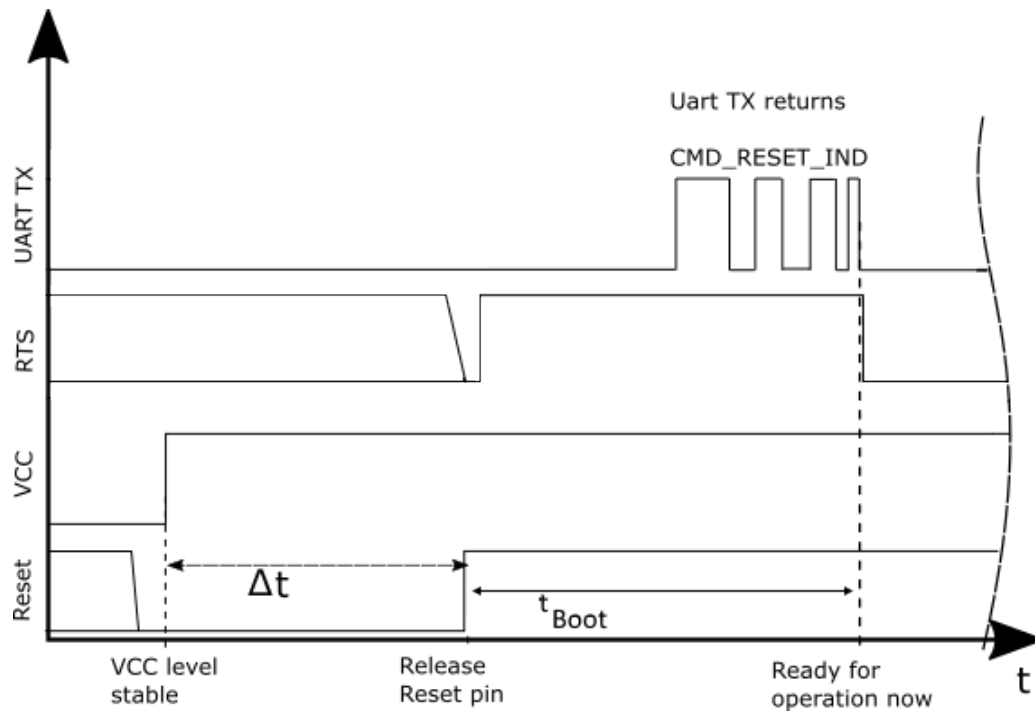 Uart TX returns
CMD_RESET_IND
UART TX
RTS
VCC
Reset
Δt
t Boot
VCC level
stable
Release
Reset pin
Ready for
operation now
t